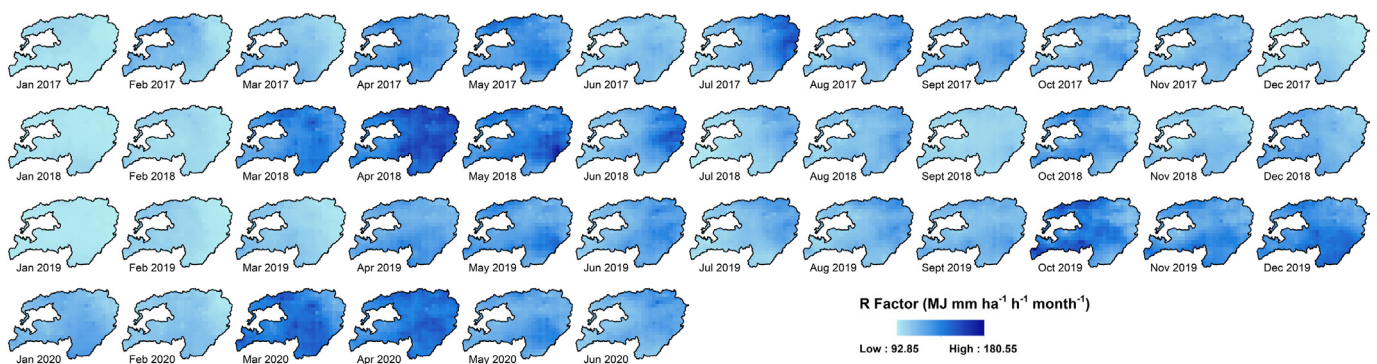 Jan 2017 Feb 2017 Mar 2017 Apr 2017 May 2017 Jun 2017 Jul 2017 Aug 2017 Sept 2017 Oct 2017 Nov 2017 Dec 2017
Jan 2018 Feb 2018 Mar 2018 Apr 2018 May 2018 Jun 2018 Jul 2018 Aug 2018 Sept 2018 Oct 2018 Nov 2018 Dec 2018
Jan 2019 Feb 2019 Mar 2019 Apr 2019 May 2019 Jun 2019 Jul 2019 Aug 2019 Sept 2019 Oct 2019 Nov 2019 Dec 2019
Jan 2020 Feb 2020 Mar 2020 Apr 2020 May 2020 Jun 2020
R Factor (MJ mm ha⁻¹ h⁻¹ month⁻¹)
Low : 92.85 High : 180.55